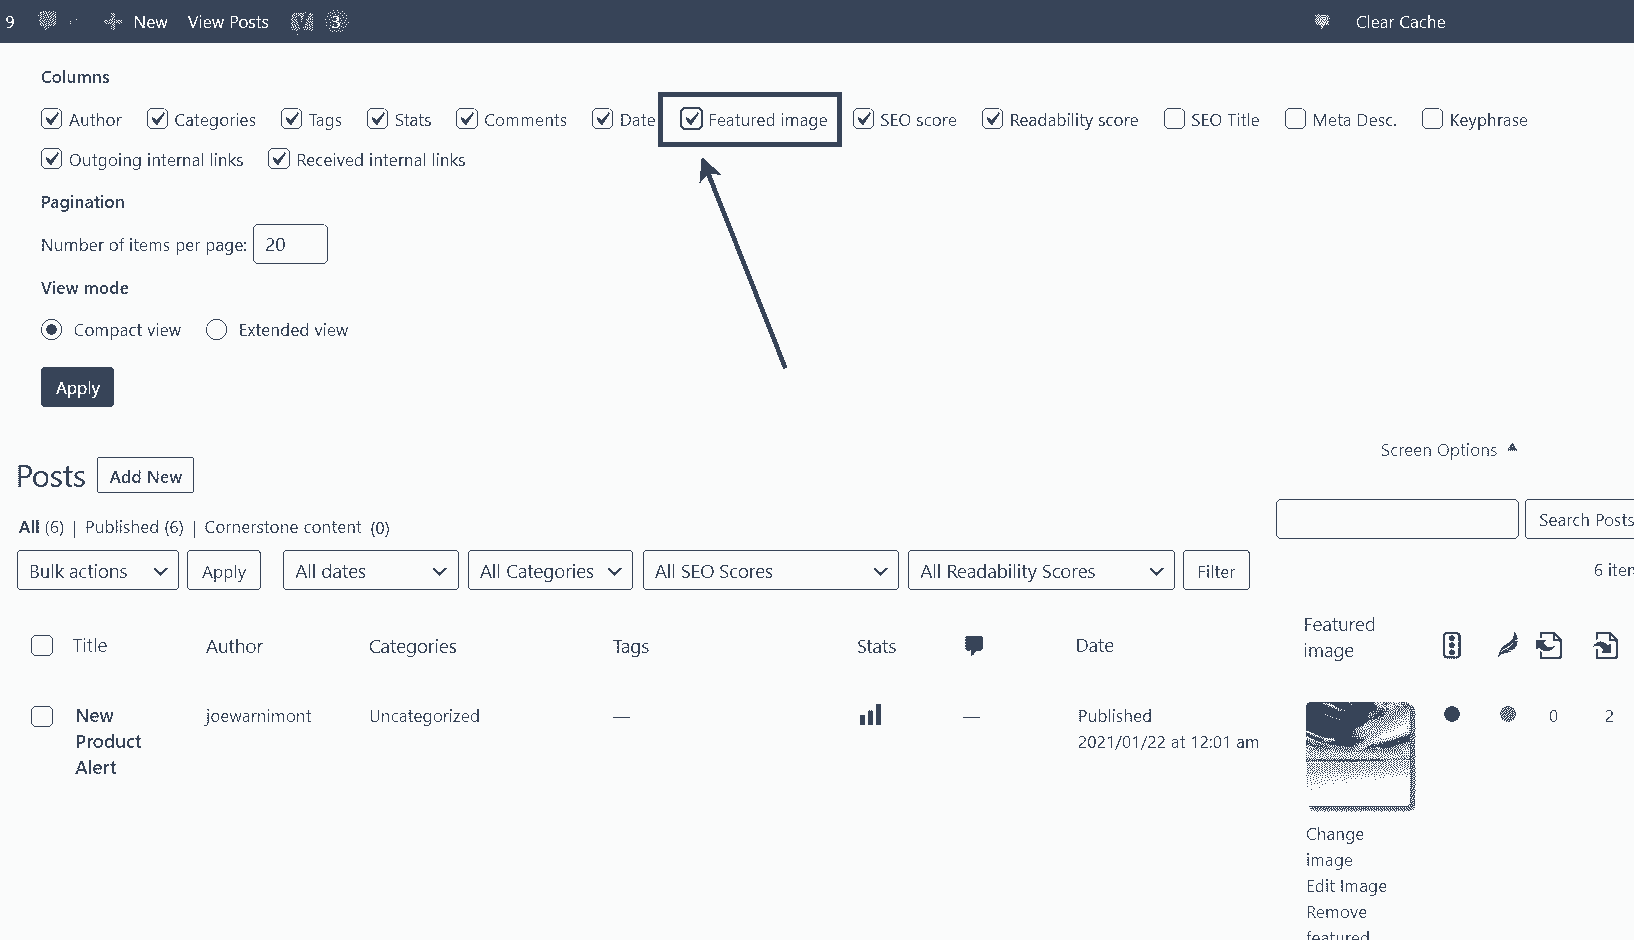 9 New View Posts 3 Clear Cache
Columns
Author Categories Tags Stats Comments Date Featured image SEO score Readability score SEO Title Meta Desc. Keyphrase
Outgoing internal links Received internal links
Pagination
Number of items per page: 20
View mode
Compact view Extended view
Apply
Screen Options
Posts Add New
All (6) | Published (6) | Cornerstone content (0)
Search Posts
Bulk actions Apply All dates All Categories All SEO Scores All Readability Scores Filter 6 iter
Title Author Categories Tags Stats Date Featured image
New Product Alert joewarnimont Uncategorized — — Published 2021/01/22 at 12:01 am 0 2
Change
image
Edit Image
Remove
featured